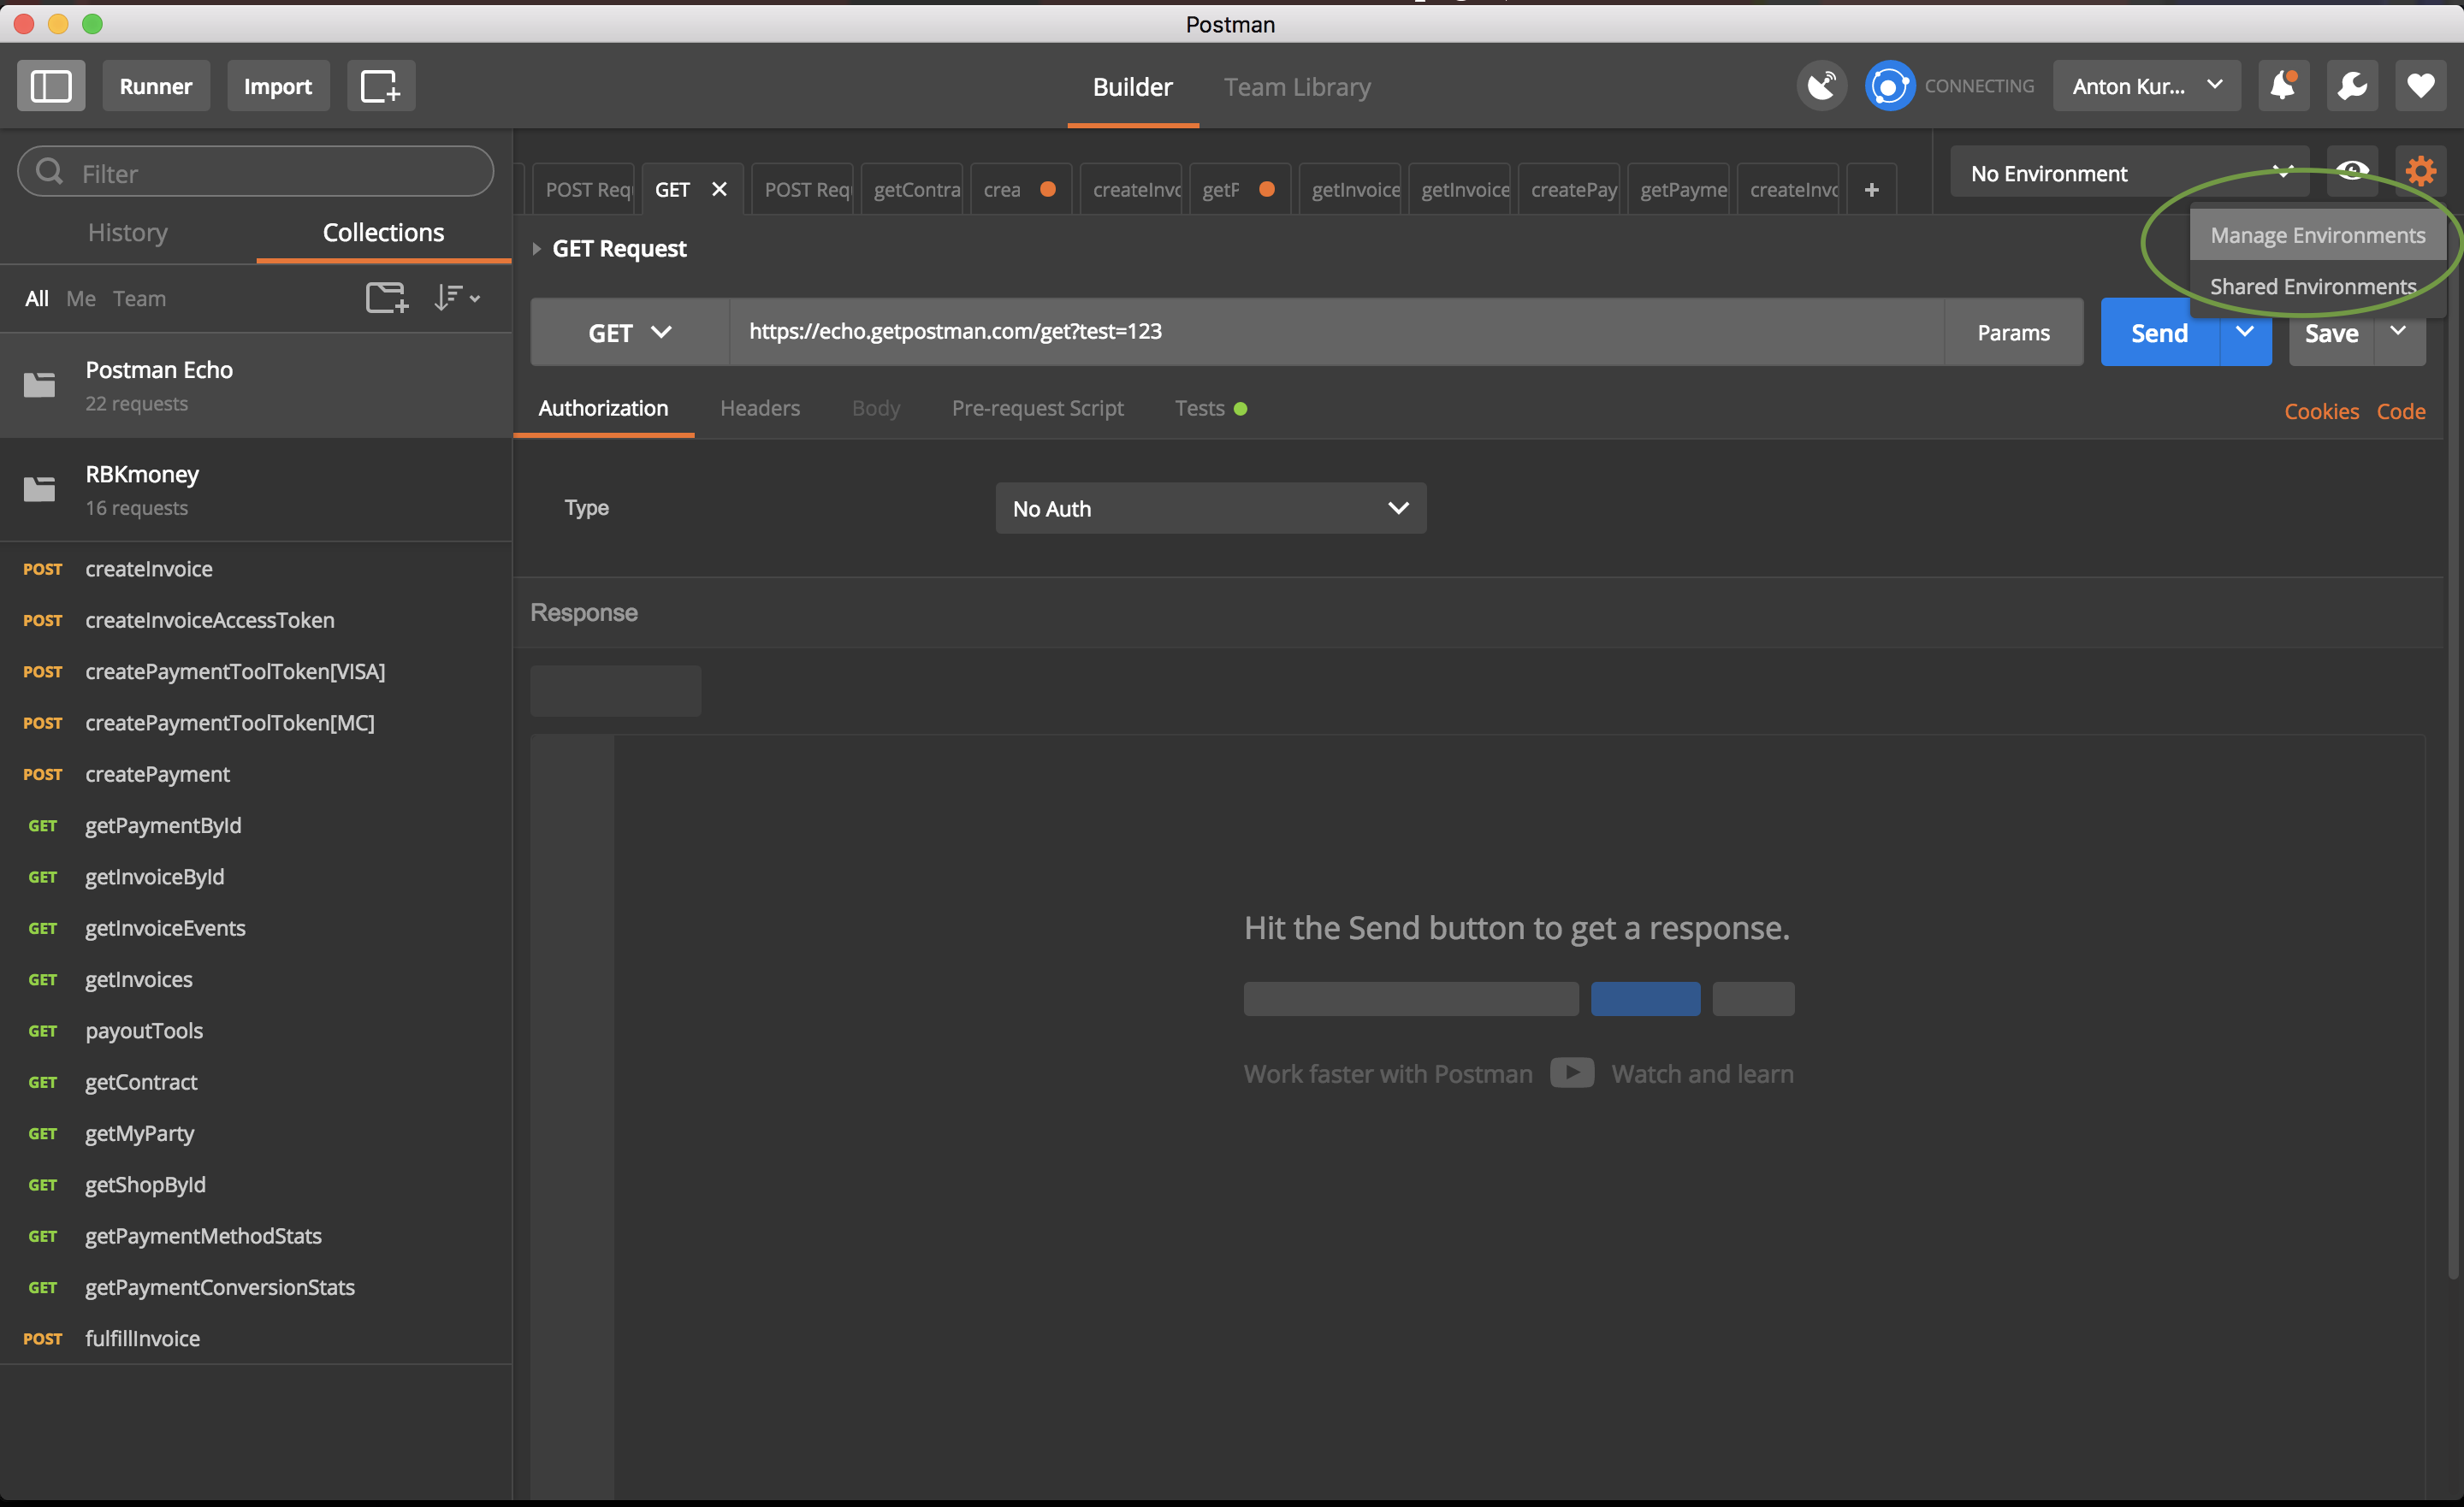 Postman
Runner
Import
Builder
Team Library
CONNECTING
Anton Kur...
Filter
History
Collections
All Me Team
POST Requ
GET
POST Req
getContra
crea
createInvo
getF
getInvoice
getInvoice
createPay
getPayme
createInvo
+
No Environment
Manage Environments
Shared Environments
GET Request
GET
https://echo.getpostman.com/get?test=123
Params
Send
Save
Authorization
Headers
Body
Pre-request Script
Tests
Cookies
Code
Type
No Auth
Response
Hit the Send button to get a response.
Work faster with Postman
Watch and learn
Postman Echo
22 requests
RBKmoney
16 requests
POST createInvoice
POST createInvoiceAccessToken
POST createPaymentToolToken[VISA]
POST createPaymentToolToken[MC]
POST createPayment
GET getPaymentById
GET getInvoiceById
GET getInvoiceEvents
GET getInvoices
GET payoutTools
GET getContract
GET getMyParty
GET getShopById
GET getPaymentMethodStats
GET getPaymentConversionStats
POST fulfillInvoice